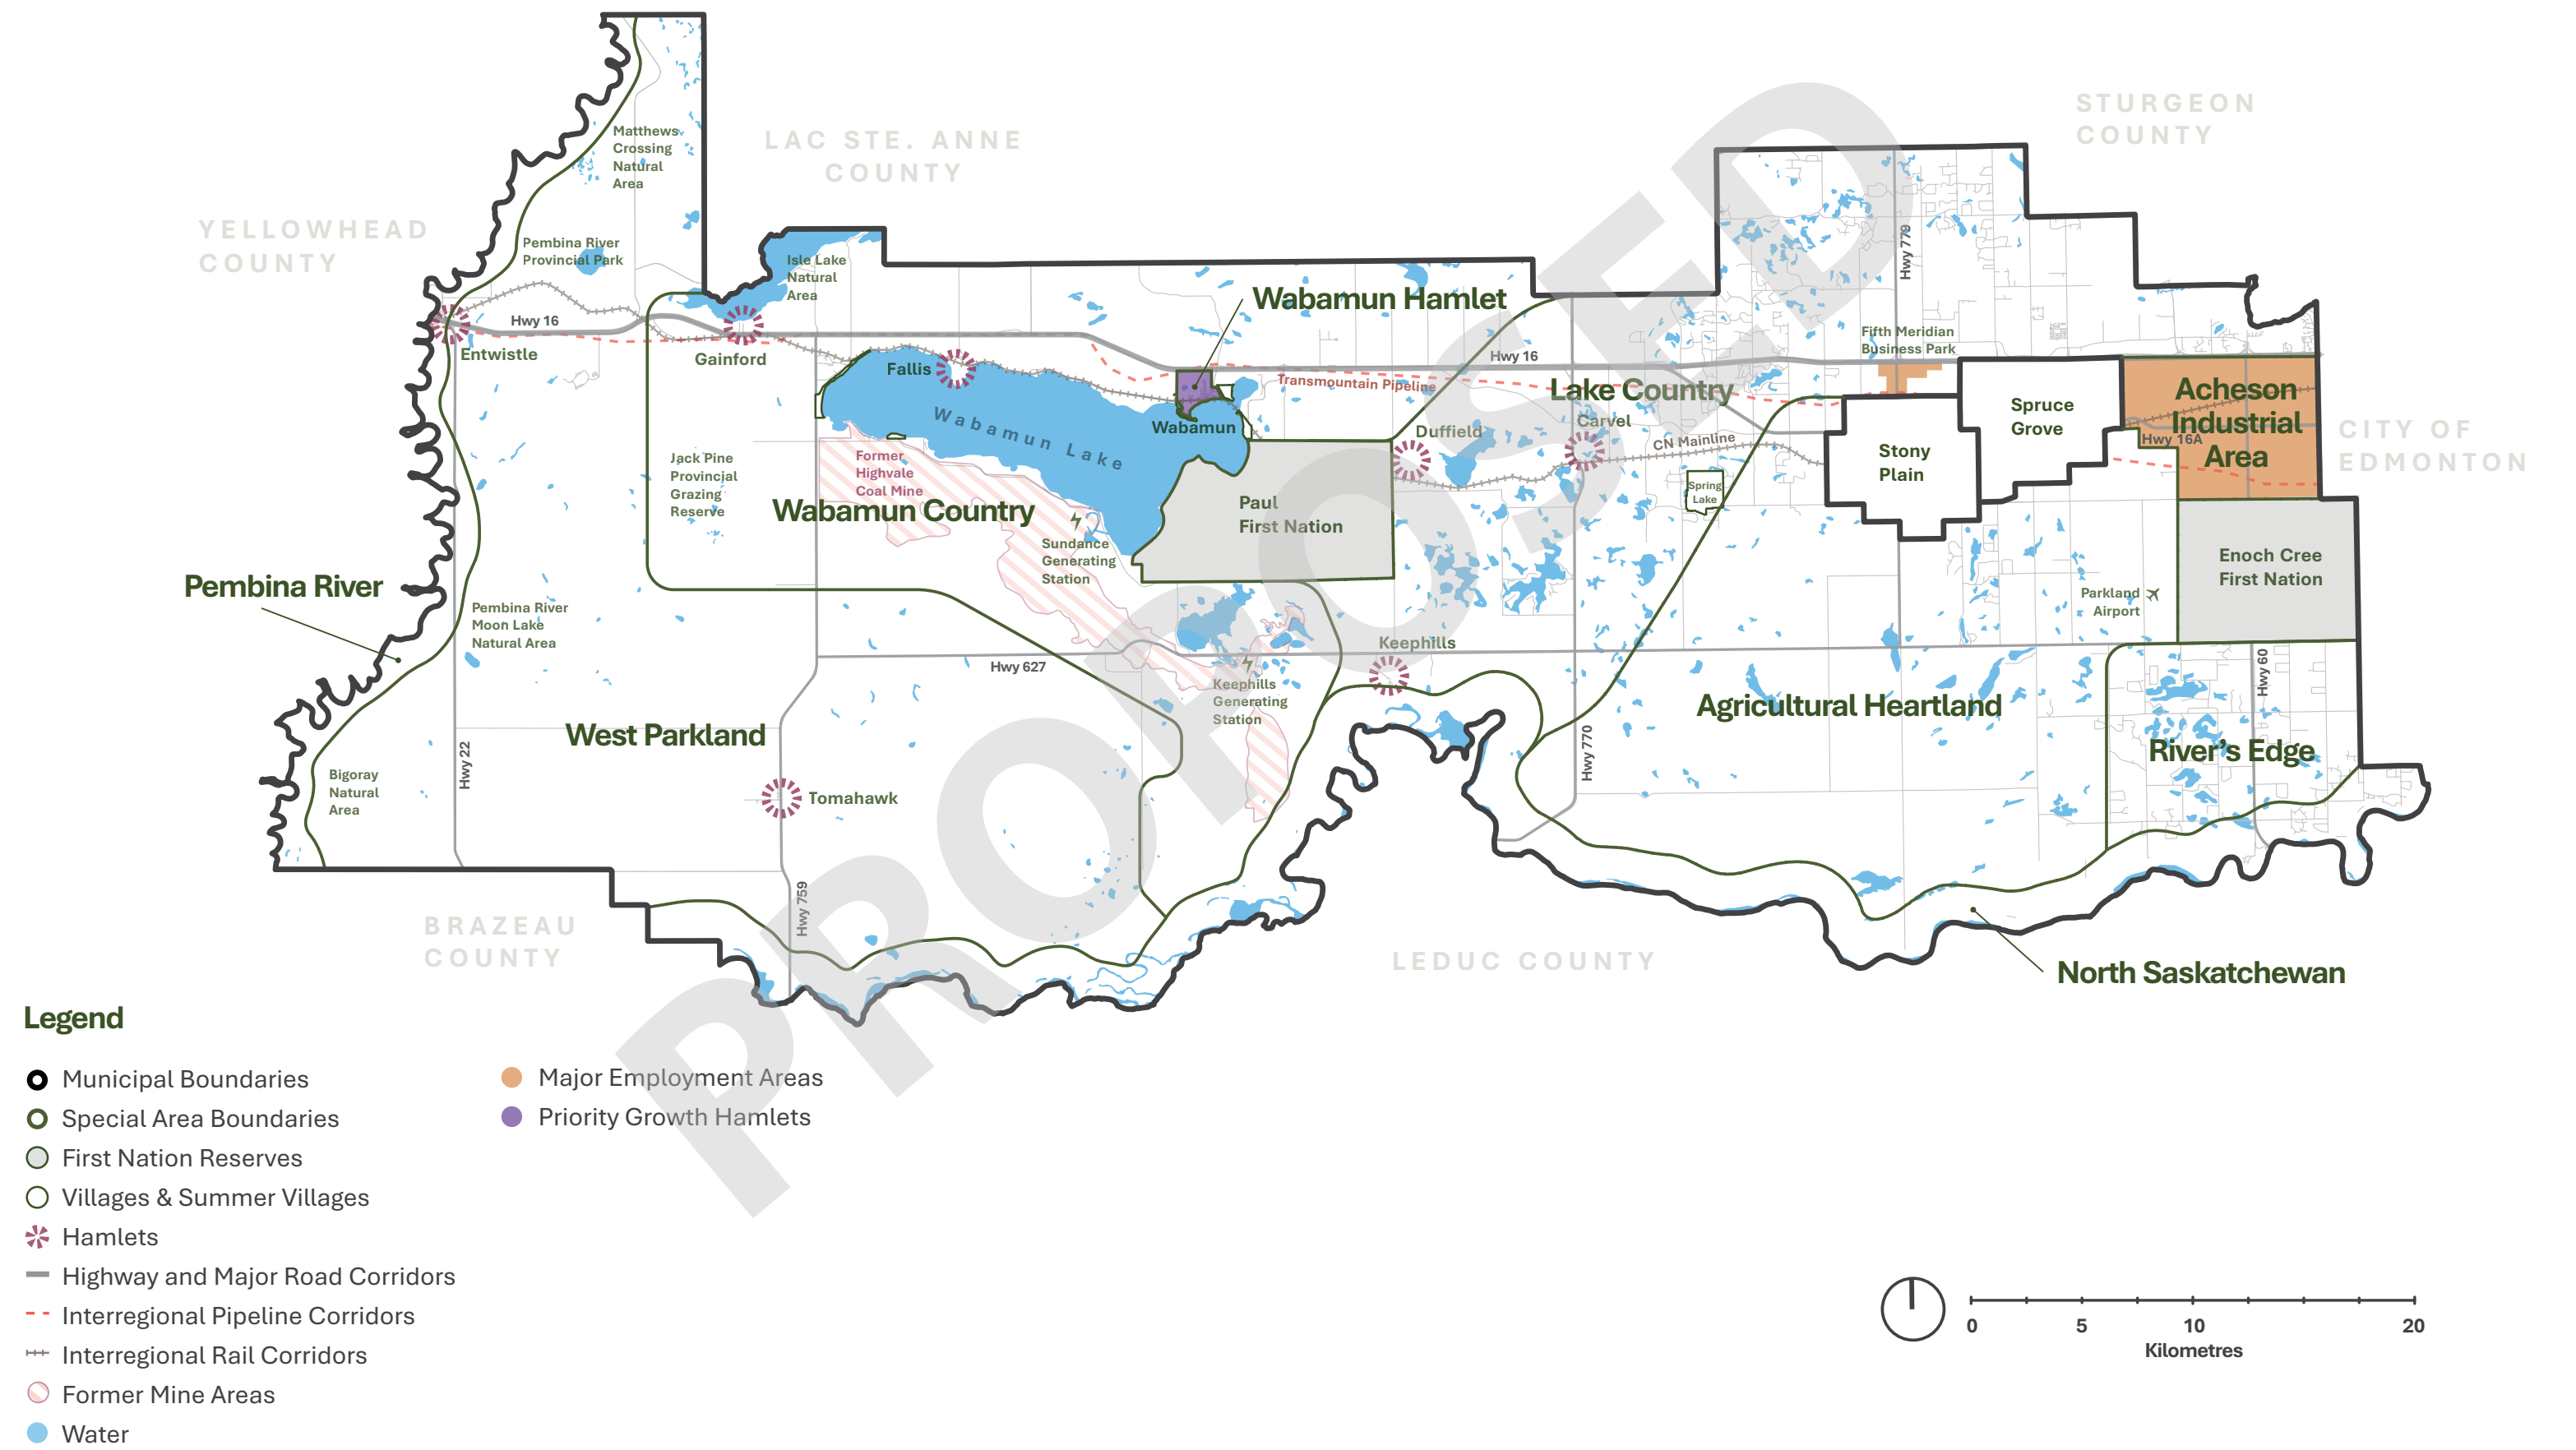 STURGEON
COUNTY
LAC STE. ANNE
COUNTY
YELLOWHEAD
COUNTY
Matthews
Crossing
Natural
Area
Pembina River
Provincial Park
Isle Lake
Natural
Area
Hwy 779
Wabamun Hamlet
Hwy 16
Entwistle
Gainford
Fallis
Hwy 16
Transmountain Pipeline
Fifth Meridian
Business Park
Lake Country
Carvel
Duffield
CN Mainline
Wabamun
Wabamun Lake
Spruce
Grove
Stony
Plain
Acheson
Industrial
Area
Hwy 16A
CITY OF
EDMONTON
Jack Pine
Provincial
Grazing
Reserve
Former
Highvale
Coal Mine
Wabamun Country
Sundance
Generating
Station
Paul
First Nation
Spring
Lake
Enoch Cree
First Nation
Parkland
Airport
Pembina River
Pembina River
Moon Lake
Natural Area
Hwy 627
Keephills
Keephills
Generating
Station
Hwy 60
Agricultural Heartland
West Parkland
River's Edge
Hwy 22
Hwy 770
Bigoray
Natural
Area
Tomahawk
Hwy 759
BRAZEAU
COUNTY
LEDUC COUNTY
North Saskatchewan
PROPOSED
Legend
Municipal Boundaries
Special Area Boundaries
First Nation Reserves
Villages & Summer Villages
Hamlets
Highway and Major Road Corridors
Interregional Pipeline Corridors
Interregional Rail Corridors
Former Mine Areas
Water
Major Employment Areas
Priority Growth Hamlets
0 5 10 20
Kilometres